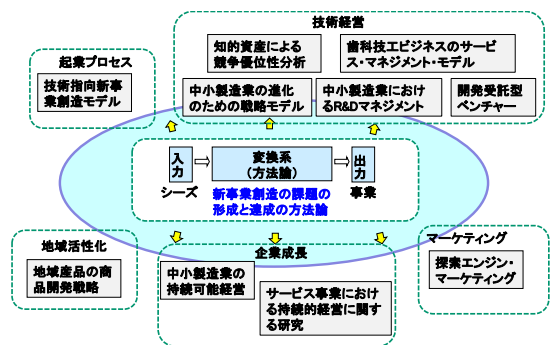 技術経営
起業プロセス
知的資産による
競争優位性分析
歯科技工ビジネスのサービ
ス・マネジメント・モデル
技術指向新事
業創造モデル
中小製造業の進化
のための戦略モデル
中小製造業におけ
るR&Dマネジメント
開発受託型
ベンチャー
入力
変換系
（方法論）
出力
シーズ
事業
新事業創造の課題の
形成と達成の方法論
地域活性化
地域産品の商
品開発戦略
企業成長
中小製造業の
持続可能経営
サービス事業におけ
る持続的経営に関す
る研究
マーケティング
探索エンジン・
マーケティング